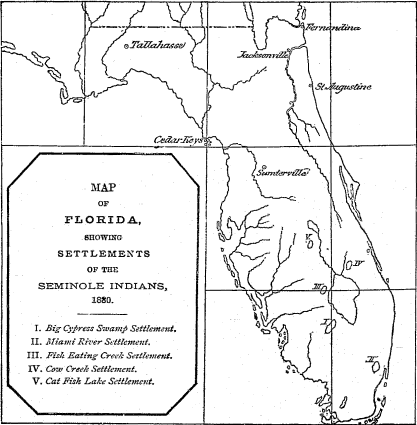 Fernandina
Tallahasse
Jacksonville
St Augustine
Cedar-Keys
Sumterville
MAP
OF
FLORIDA,
SHOWING
SETTLEMENTS
OF THE
SEMINOLE INDIANS,
1880.
I. Big Cypress Swamp Settlement.
II. Miami River Settlement.
III. Fish Eating Creek Settlement.
IV. Cow Creek Settlement.
V. Cat Fish Lake Settlement.
V
IV
III
I
II